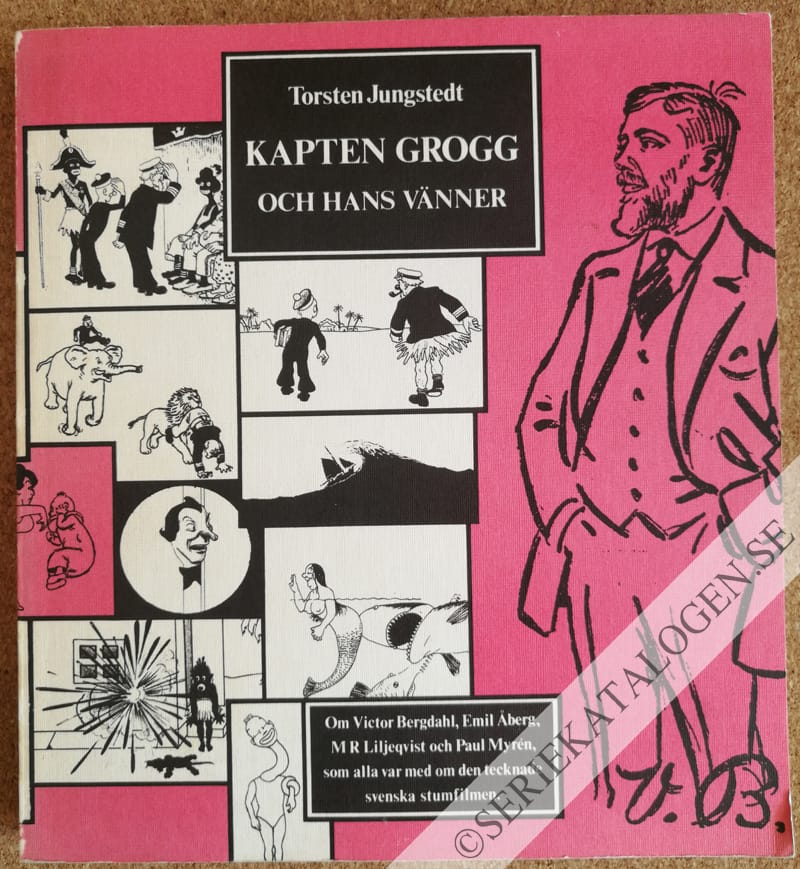 Torsten Jungstedt
KAPTEN GROGG
OCH HANS VÄNNER
Om Victor Bergdahl, Emil Åberg,
M R Liljeqvist och Paul Myrén,
som alla var med om den tecknade
svenska stumfilmen.
V. B.
©SERIEKATALOGEN.SE